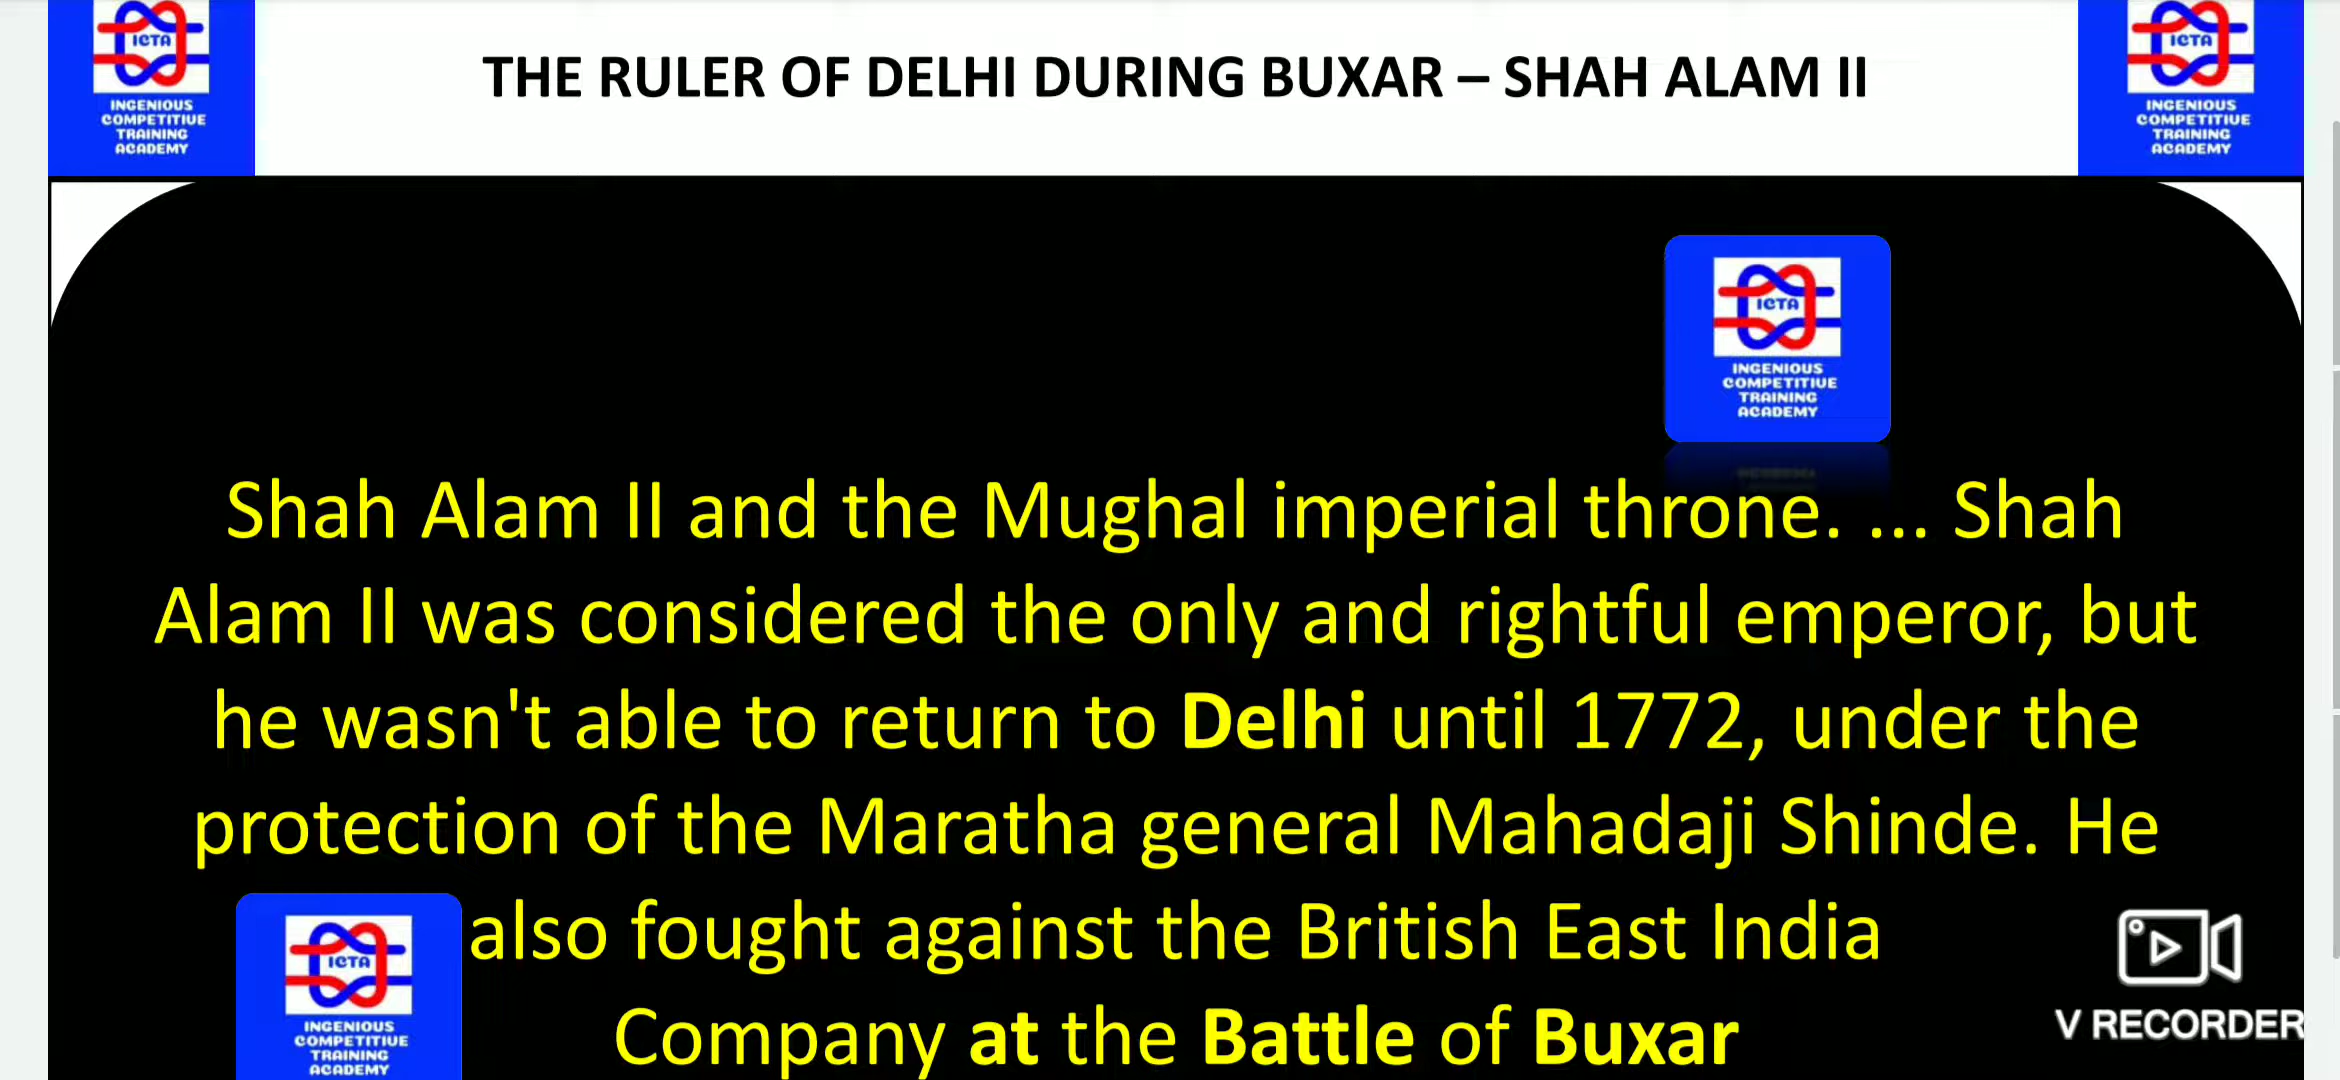 ICTA
INGENIOUS
COMPETITIVE
TRAINING
ACADEMY
THE RULER OF DELHI DURING BUXAR – SHAH ALAM II
ICTA
INGENIOUS
COMPETITIVE
TRAINING
ACADEMY
ICTA
INGENIOUS
COMPETITIVE
TRAINING
ACADEMY
Shah Alam II and the Mughal imperial throne. ... Shah
Alam II was considered the only and rightful emperor, but
he wasn't able to return to Delhi until 1772, under the
protection of the Maratha general Mahadaji Shinde. He
also fought against the British East India
Company at the Battle of Buxar
ICTA
INGENIOUS
COMPETITIVE
TRAINING
ACADEMY
V RECORDER